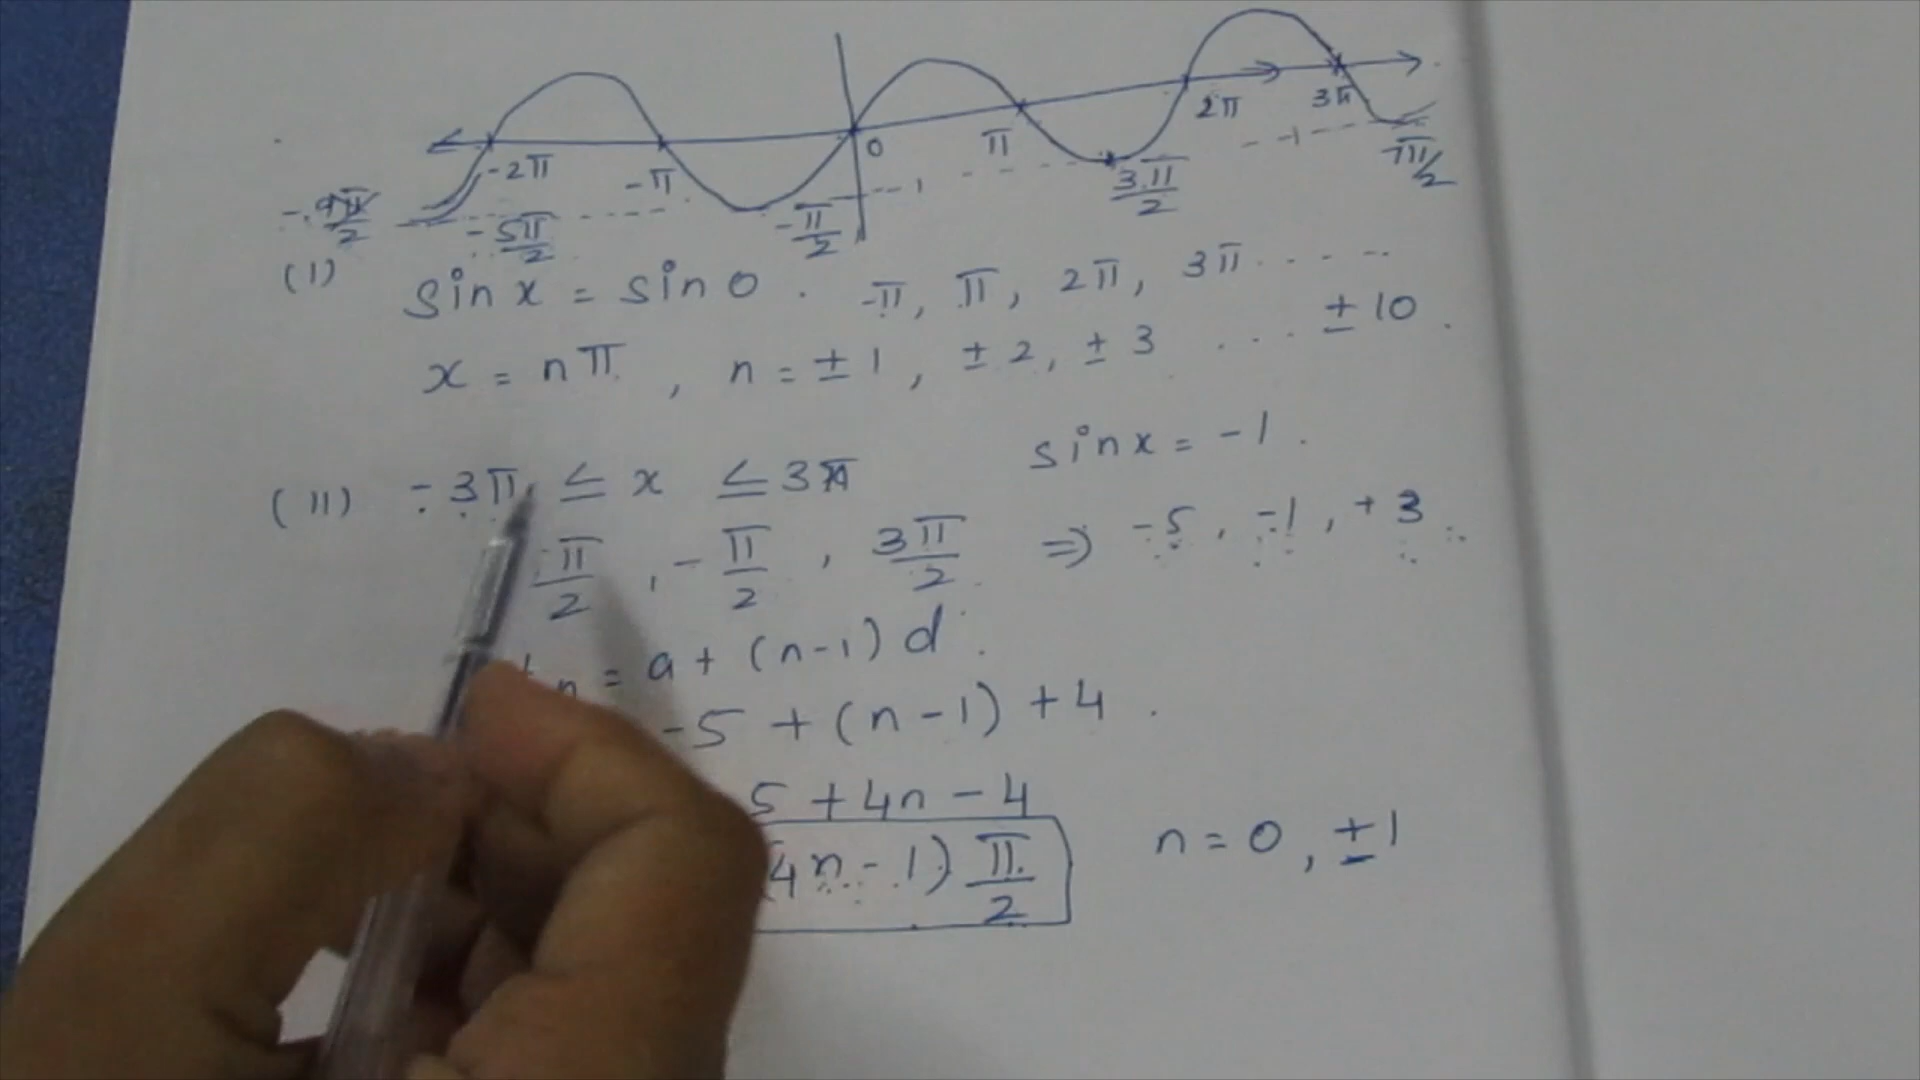 -2π -π 0 π 2π 3π
-5π/2 -π/2 -1 3π/2 -1 7π/2
(I) sin x = sin 0 . -π, π, 2π, 3π .....
x = nπ , n = ±1, ±2, ±3 .... ±10 .
(II) -3π ≤ x ≤ 3π sin x = -1 .
π/2 , -π/2 , 3π/2 ⇒ -5, -1, +3
n = a + (n-1) d .
-5 + (n-1) +4 .
5 + 4n - 4
(4n-1) π/2 n = 0, ±1